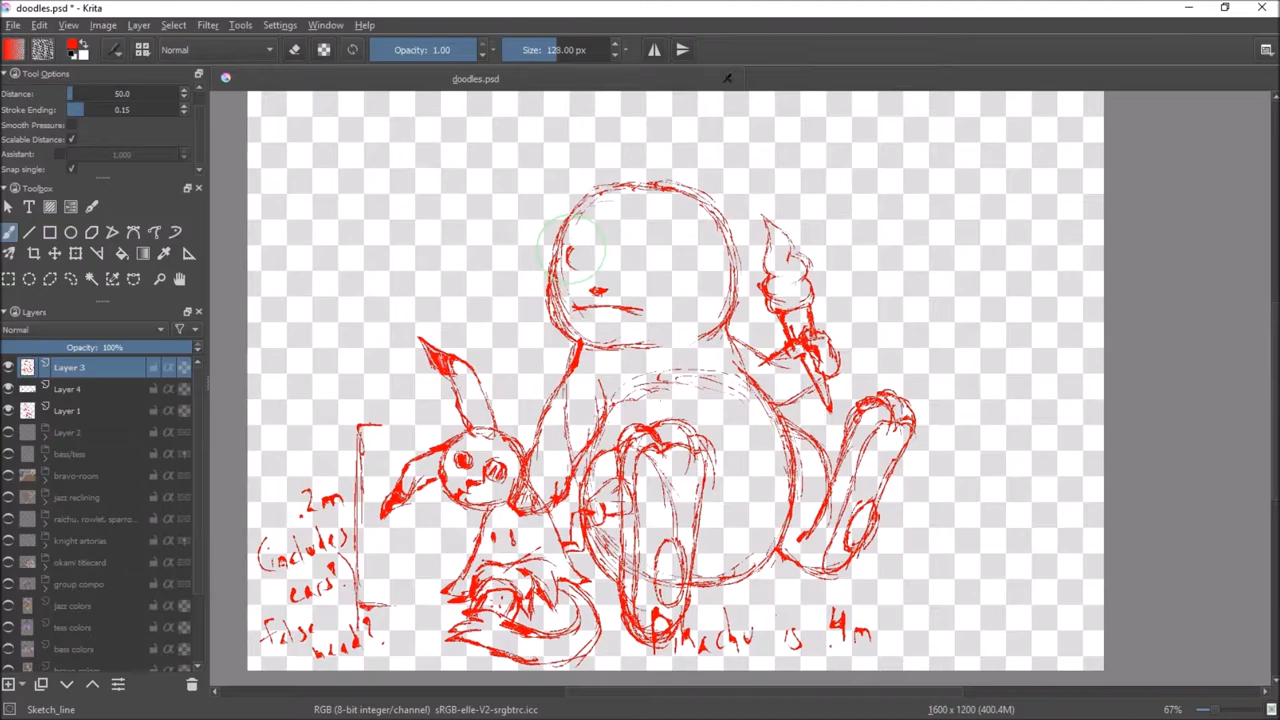 doodles.psd * - Krita
File Edit View Image Layer Select Filter Tools Settings Window Help
Normal Opacity: 1.00 Size: 128.00 px
Tool Options
doodles.psd
Distance: 50.0
Stroke Ending: 0.15
Smooth Pressure:
Scalable Distance:
Assistant: 1,000
Snap single:
Toolbox
Layers
Normal
Opacity: 100%
Layer 3
Layer 4
Layer 1
Layer 2
bass/tess
bravo-room
jazz reclining
raichu, rowlet, sparro...
knight artorias
okami titlecard
group compo
jazz colors
tess colors
bass colors
bravo colors
.2m
(includes
ears?
false
head?
Pikachu is .4m
Sketch_line
RGB (8-bit integer/channel) sRGB-elle-V2-srgbtrc.icc
1600 x 1200 (400.4M)
67%